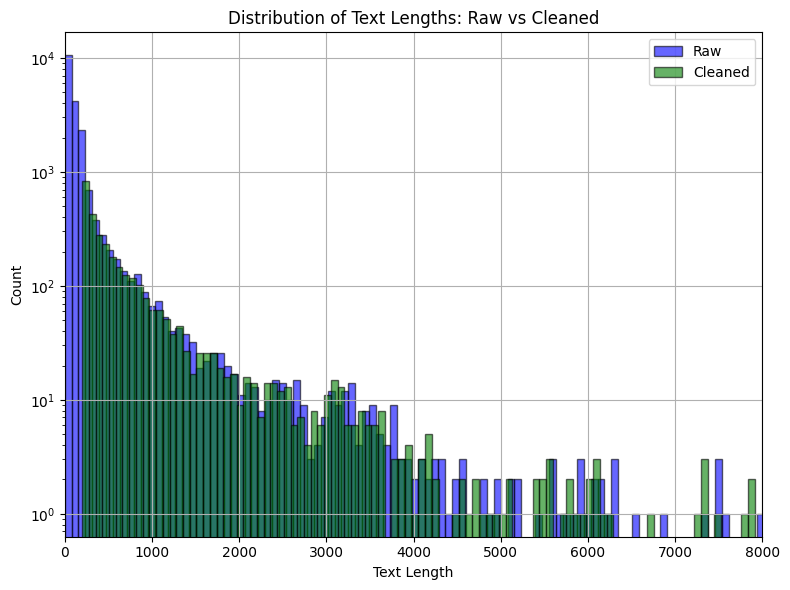 Distribution of Text Lengths: Raw vs Cleaned
Raw
Cleaned
10^4
10^3
10^2
10^1
10^0
Count
0 1000 2000 3000 4000 5000 6000 7000 8000
Text Length